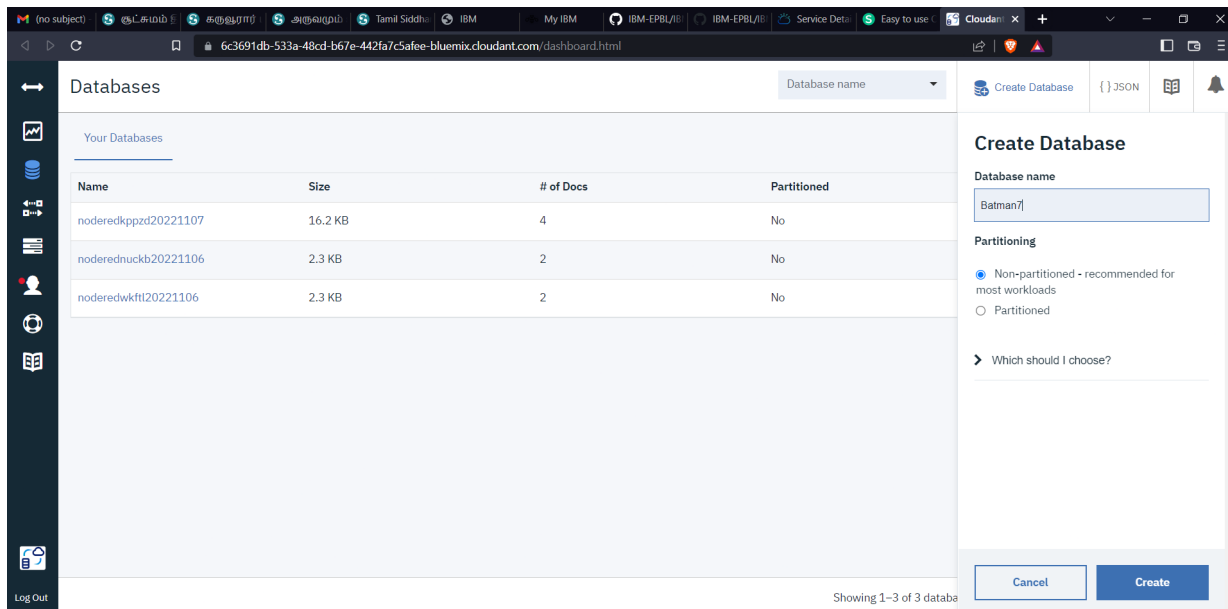 (no subject) -
சூட்சுமம்
கருவூரார்
அருவமும்
Tamil Siddha
IBM
My IBM
IBM-EPBL/IB
IBM-EPBL/IB
Service Deta
Easy to use
Cloudan
6c3691db-533a-48cd-b67e-442fa7c5afee-bluemix.cloudant.com/dashboard.html
Databases
Database name
Create Database
{ } JSON
Your Databases
Name Size # of Docs Partitioned
noderedkppzd20221107 16.2 KB 4 No
noderednuckb20221106 2.3 KB 2 No
noderedwkftl20221106 2.3 KB 2 No
Create Database
Database name
Batman7
Partitioning
Non-partitioned - recommended for
most workloads
Partitioned
Which should I choose?
Cancel
Create
Log Out
Showing 1–3 of 3 databa